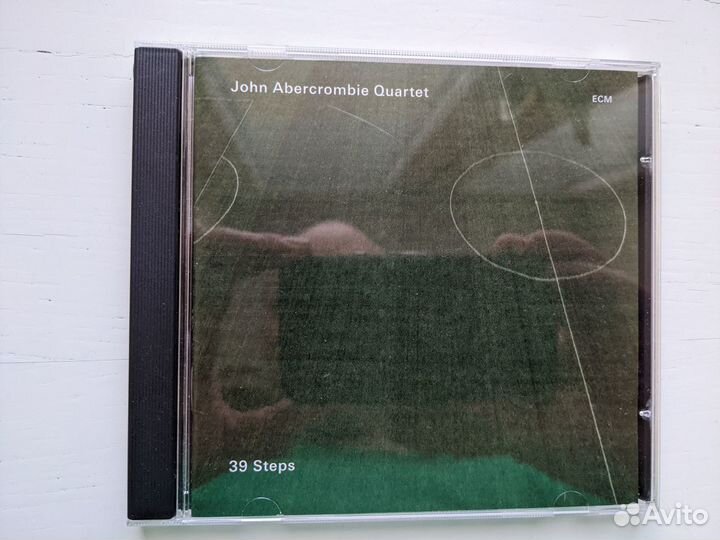 John Abercrombie Quartet
ECM
39 Steps
Avito